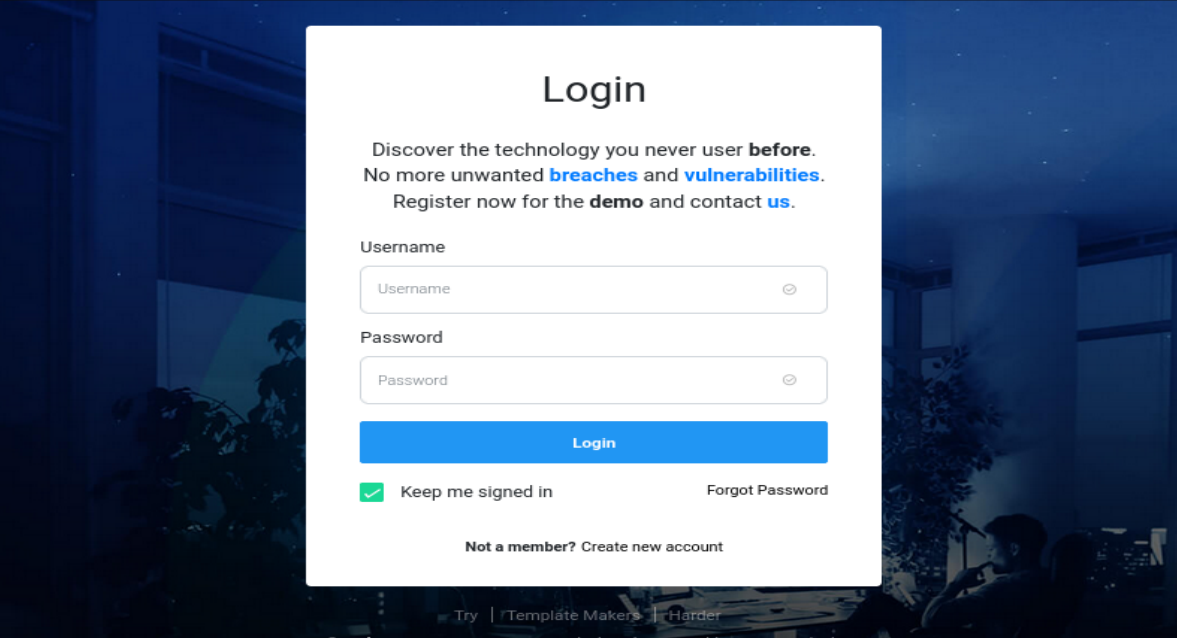 Login
Discover the technology you never user before.
No more unwanted breaches and vulnerabilities.
Register now for the demo and contact us.
Username
Username
Password
Password
Login
Keep me signed in
Forgot Password
Not a member? Create new account
Try | Template Makers | Harder